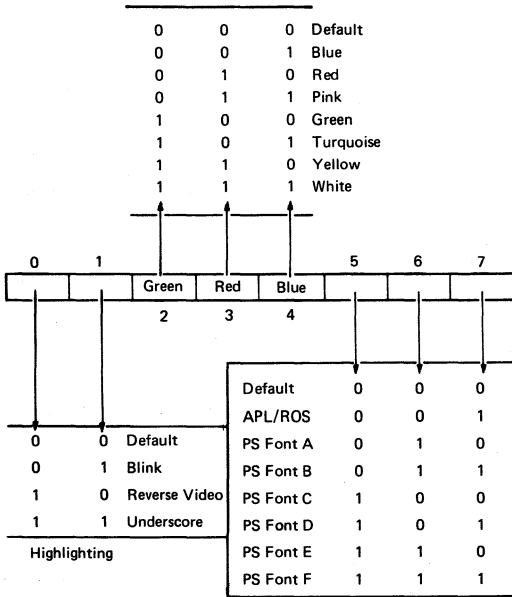 0 0 0 Default
0 0 1 Blue
0 1 0 Red
0 1 1 Pink
1 0 0 Green
1 0 1 Turquoise
1 1 0 Yellow
1 1 1 White
0 1 5 6 7
Green Red Blue
2 3 4
0 0 Default
0 1 Blink
1 0 Reverse Video
1 1 Underscore
Highlighting
Default 0 0 0
APL/ROS 0 0 1
PS Font A 0 1 0
PS Font B 0 1 1
PS Font C 1 0 0
PS Font D 1 0 1
PS Font E 1 1 0
PS Font F 1 1 1